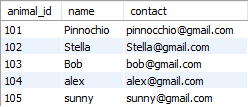 animal_id name contact
101 Pinnochio pinnocchio@gmail.com
102 Stella Stella@gmail.com
103 Bob bob@gmail.com
104 alex alex@gmail.com
105 sunny sunny@gmail.com